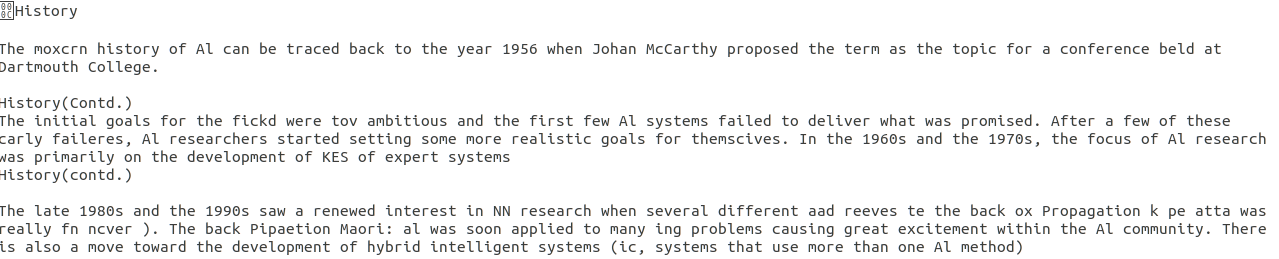 History
The moxcrn history of Al can be traced back to the year 1956 when Johan McCarthy proposed the term as the topic for a conference beld at
Dartmouth College.
History(Contd.)
The initial goals for the fickd were tov ambitious and the first few Al systems failed to deliver what was promised. After a few of these
carly faileres, Al researchers started setting some more realistic goals for themscives. In the 1960s and the 1970s, the focus of Al research
was primarily on the development of KES of expert systems
History(contd.)
The late 1980s and the 1990s saw a renewed interest in NN research when several different aad reeves te the back ox Propagation k pe atta was
really fn ncver ). The back Pipaetion Maori: al was soon applied to many ing problems causing great excitement within the Al community. There
is also a move toward the development of hybrid intelligent systems (ic, systems that use more than one Al method)